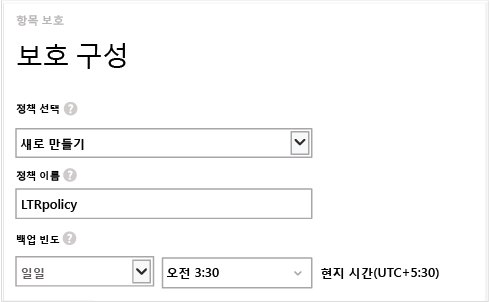 항목 보호
보호 구성
정책 선택 ?
새로 만들기
정책 이름 ?
LTRpolicy
백업 빈도 ?
일일 오전 3:30 현지 시간(UTC+5:30)